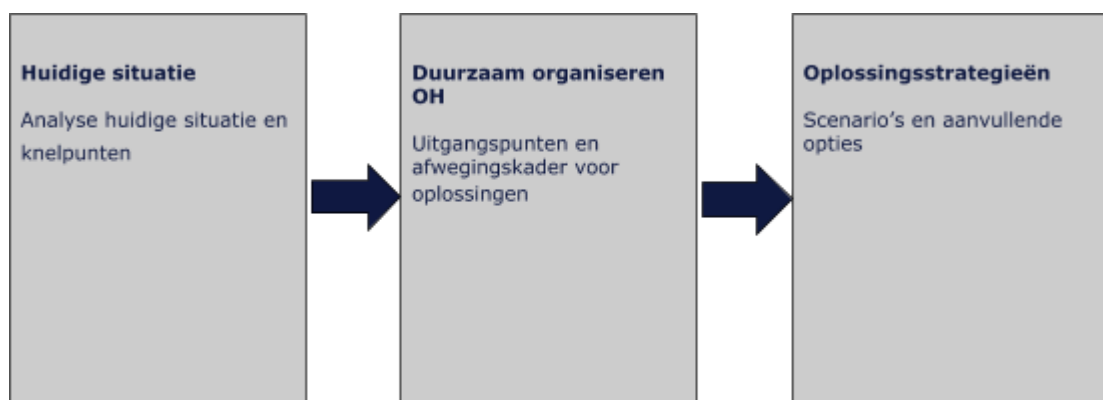 Huidige situatie
Analyse huidige situatie en
knelpunten
Duurzaam organiseren
OH
Uitgangspunten en
afwegingskader voor
oplossingen
Oplossingsstrategieën
Scenario's en aanvullende
opties